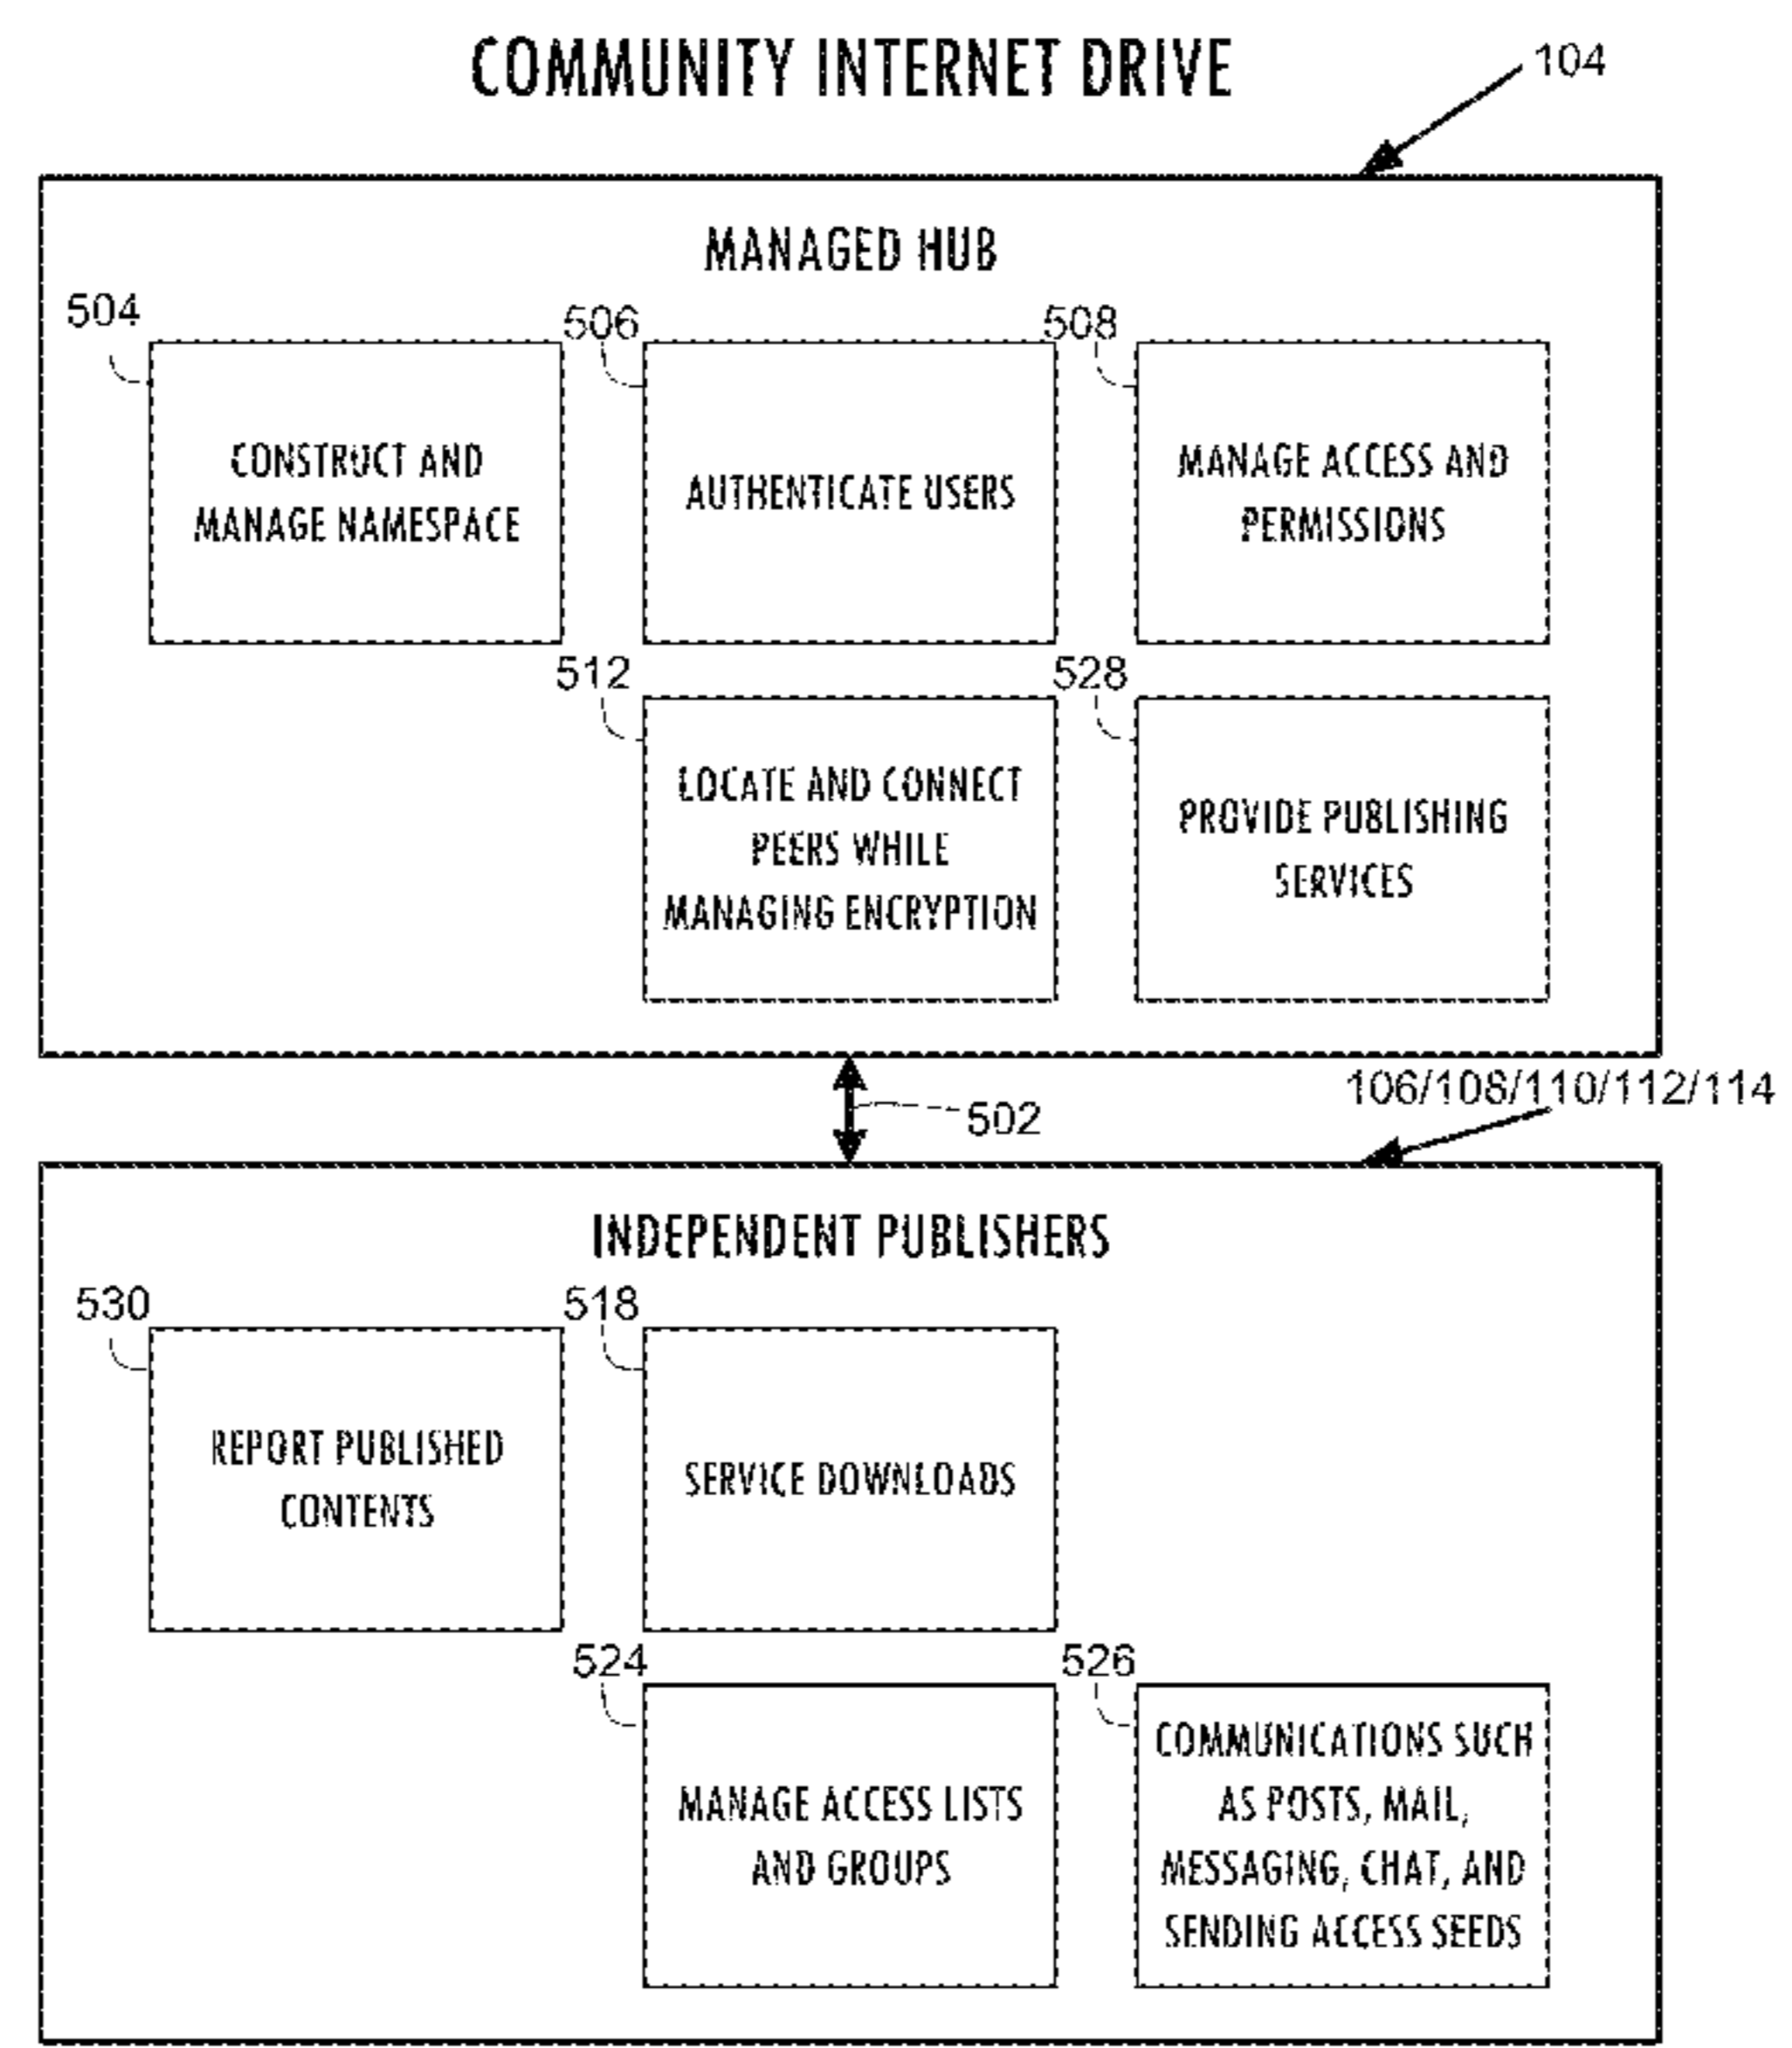 COMMUNITY INTERNET DRIVE
104
MANAGED HUB
504
506
508
CONSTRUCT AND
MANAGE NAMESPACE
AUTHENTICATE USERS
MANAGE ACCESS AND
PERMISSIONS
512
528
LOCATE AND CONNECT
PEERS WHILE
MANAGING ENCRYPTION
PROVIDE PUBLISHING
SERVICES
502
106/108/110/112/114
INDEPENDENT PUBLISHERS
530
518
REPORT PUBLISHED
CONTENTS
SERVICE DOWNLOADS
524
526
MANAGE ACCESS LISTS
AND GROUPS
COMMUNICATIONS SUCH
AS POSTS, MAIL,
MESSAGING, CHAT, AND
SENDING ACCESS SEEDS